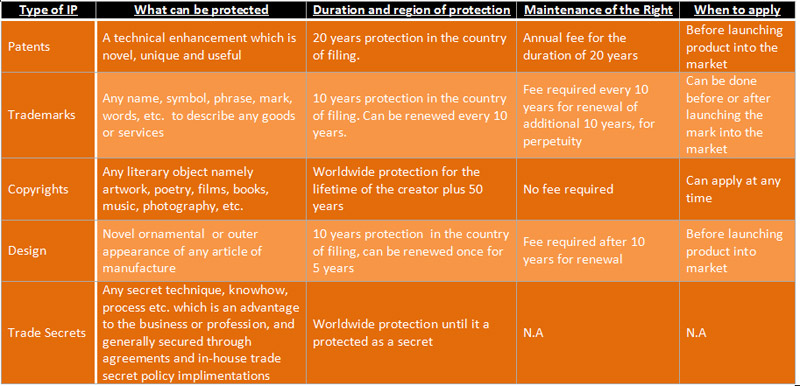 Type of IP What can be protected Duration and region of protection Maintenance of the Right When to apply
Patents
A technical enhancement which is
novel, unique and useful
20 years protection in the country
of filing.
Annual fee for the
duration of 20 years
Before launching
product into the
market
Trademarks
Any name, symbol, phrase, mark,
words, etc. to describe any goods
or services
10 years protection in the country
of filing. Can be renewed every 10
years.
Fee required every 10
years for renewal of
additional 10 years, for
perpetuity
Can be done
before or after
launching the
mark into the
market
Copyrights
Any literary object namely
artwork, poetry, films, books,
music, photography, etc.
Worldwide protection for the
lifetime of the creator plus 50
years
No fee required
Can apply at any
time
Design
Novel ornamental or outer
appearance of any article of
manufacture
10 years protection in the country
of filing, can be renewed once for
5 years
Fee required after 10
years for renewal
Before launching
product into
market
Trade Secrets
Any secret technique, knowhow,
process etc. which is an advantage
to the business or profession, and
generally secured through
agreements and in-house trade
secret policy implimentations
Worldwide protection until it a
protected as a secret
N.A
N.A